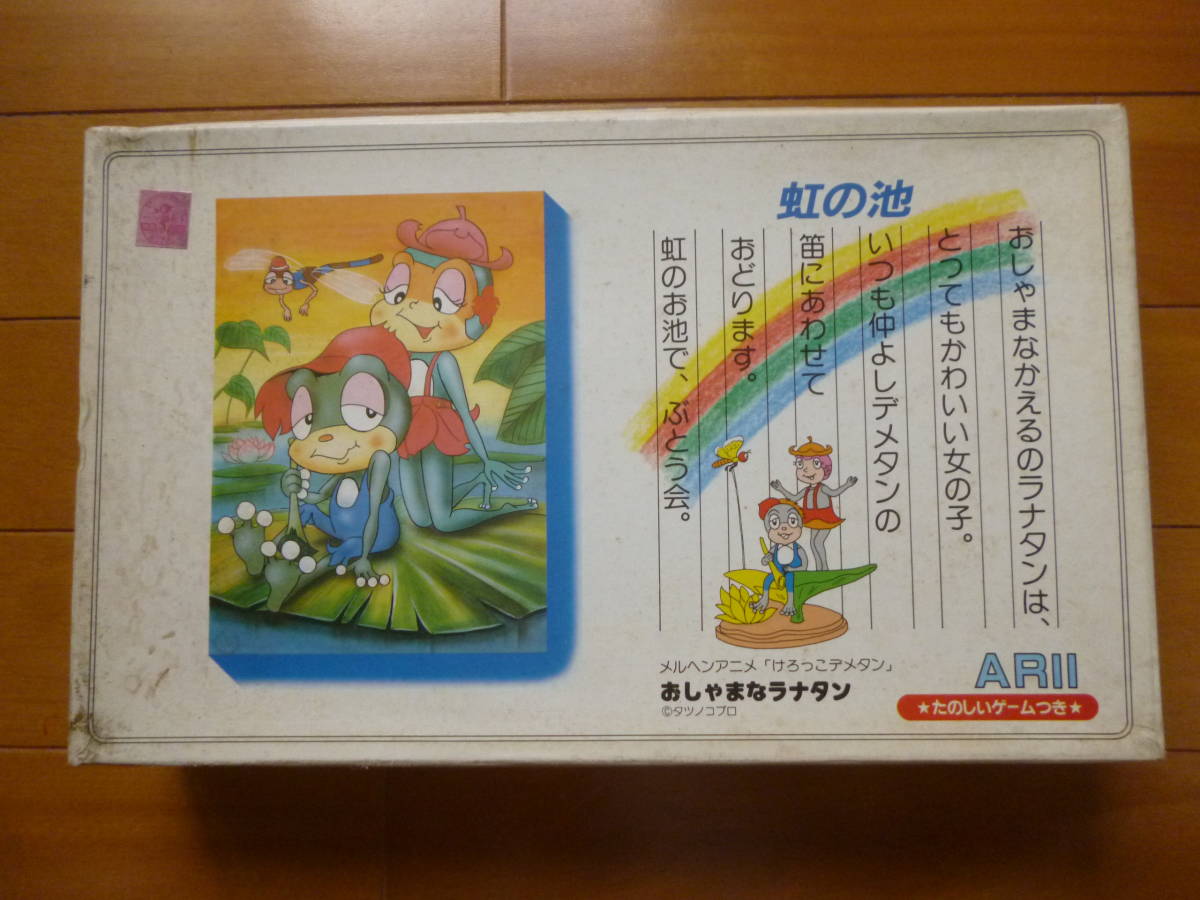 虹の池
おしゃまなかえるのラナタンは、
とってもかわいい女の子。
いつも仲よしデメタンの
笛にあわせて
おどります。
虹のお池で、ぶとう会。
メルヘンアニメ「けろっこデメタン」
おしゃまなラナタン
©タツノコプロ
ARII
★たのしいゲームつき★